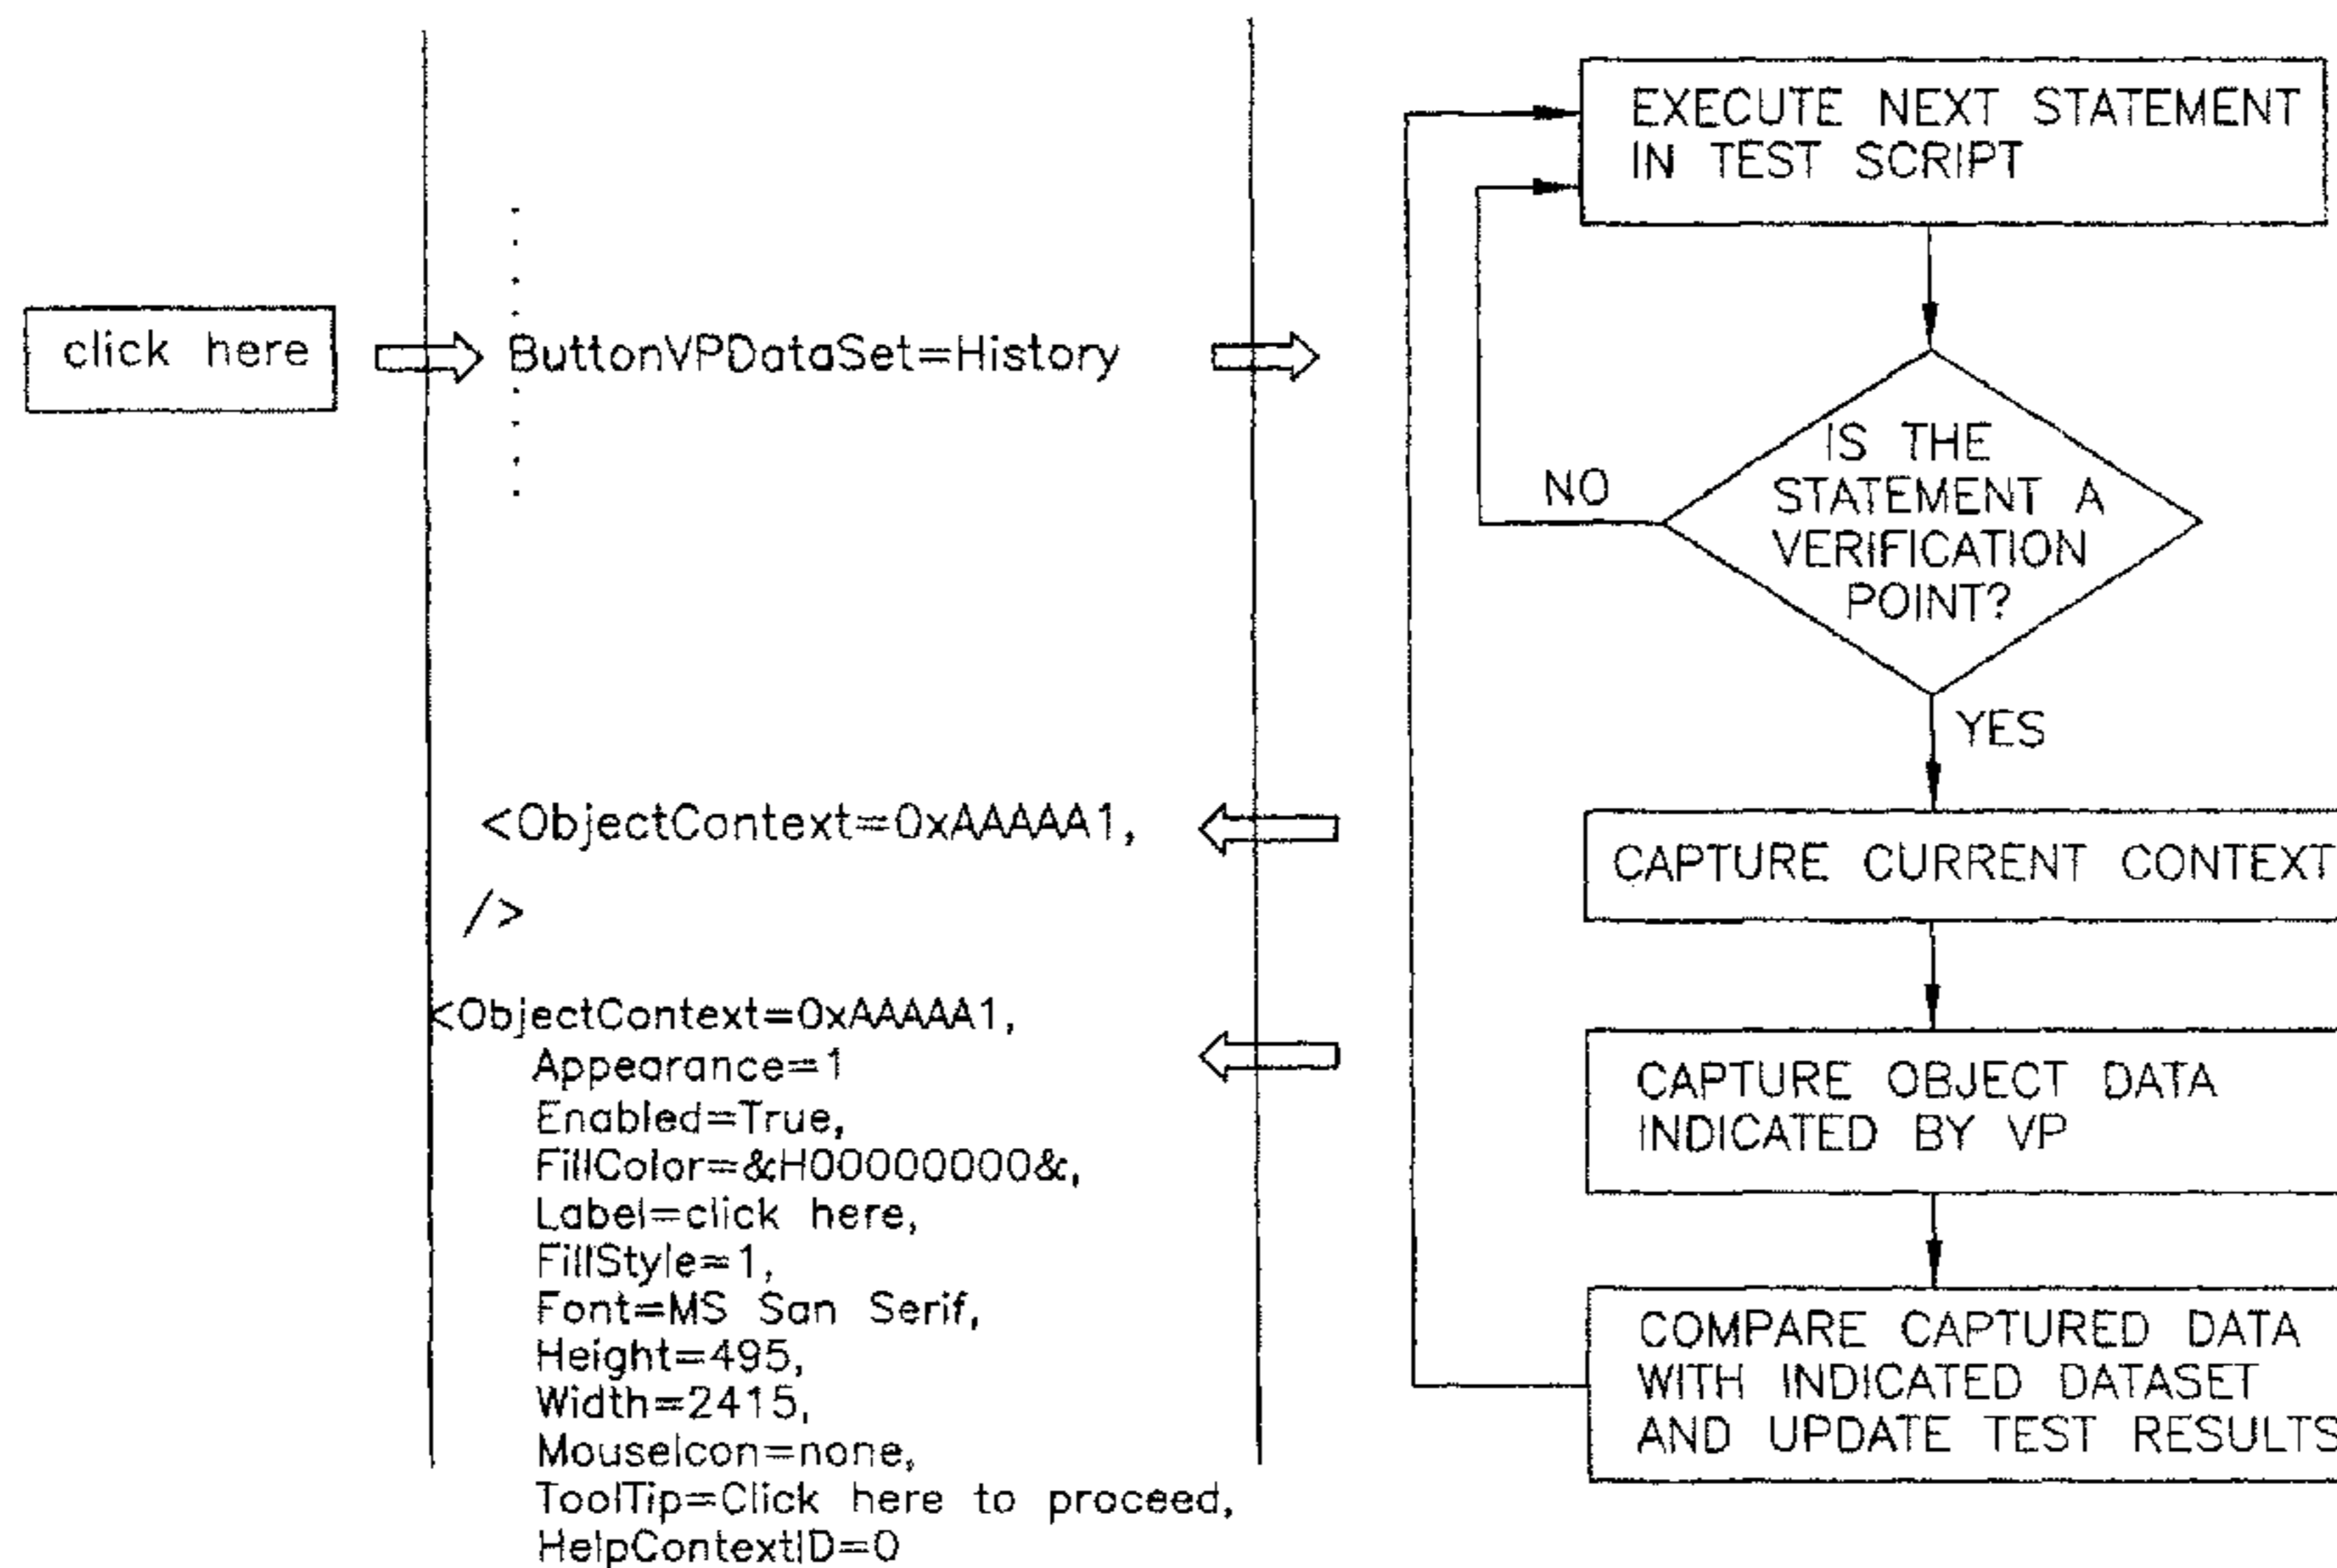 click here
ButtonVPDataSet=History
<ObjectContext=0xAAAAA1,
/>
<ObjectContext=0xAAAAA1,
Appearance=1
Enabled=True,
FillColor=&H00000000&,
Label=click here,
FillStyle=1,
Font=MS San Serif,
Height=495,
Width=2415,
MouseIcon=none,
ToolTip=Click here to proceed,
HelpContextID=0
EXECUTE NEXT STATEMENT
IN TEST SCRIPT
IS THE
STATEMENT A
VERIFICATION
POINT?
NO
YES
CAPTURE CURRENT CONTEXT
CAPTURE OBJECT DATA
INDICATED BY VP
COMPARE CAPTURED DATA
WITH INDICATED DATASET
AND UPDATE TEST RESULTS